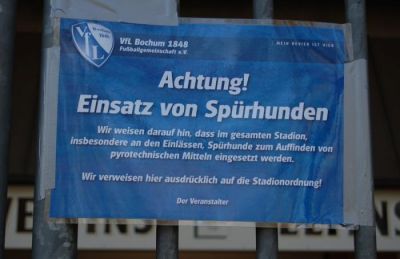 VfL Bochum 1848
Fußballgemeinschaft e.V.
MEIN REVIER IST HIER
VfL
Achtung!
Einsatz von Spürhunden
Wir weisen darauf hin, dass im gesamten Stadion,
insbesondere an den Einlässen, Spürhunde zum Auffinden von
pyrotechnischen Mitteln eingesetzt werden.
Wir verweisen hier ausdrücklich auf die Stadionordnung!
Der Veranstalter